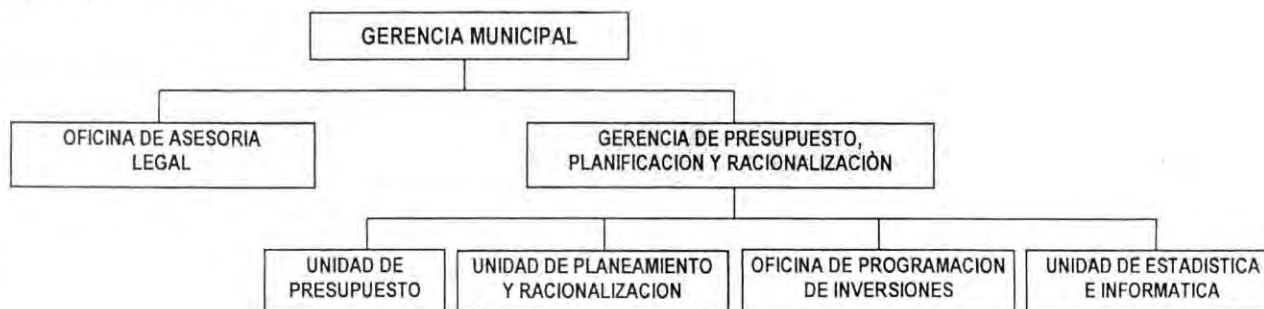 GERENCIA MUNICIPAL
OFICINA DE ASESORIA
LEGAL
GERENCIA DE PRESUPUESTO,
PLANIFICACION Y RACIONALIZACIÒN
UNIDAD DE
PRESUPUESTO
UNIDAD DE PLANEAMIENTO
Y RACIONALIZACION
OFICINA DE PROGRAMACION
DE INVERSIONES
UNIDAD DE ESTADISTICA
E INFORMATICA